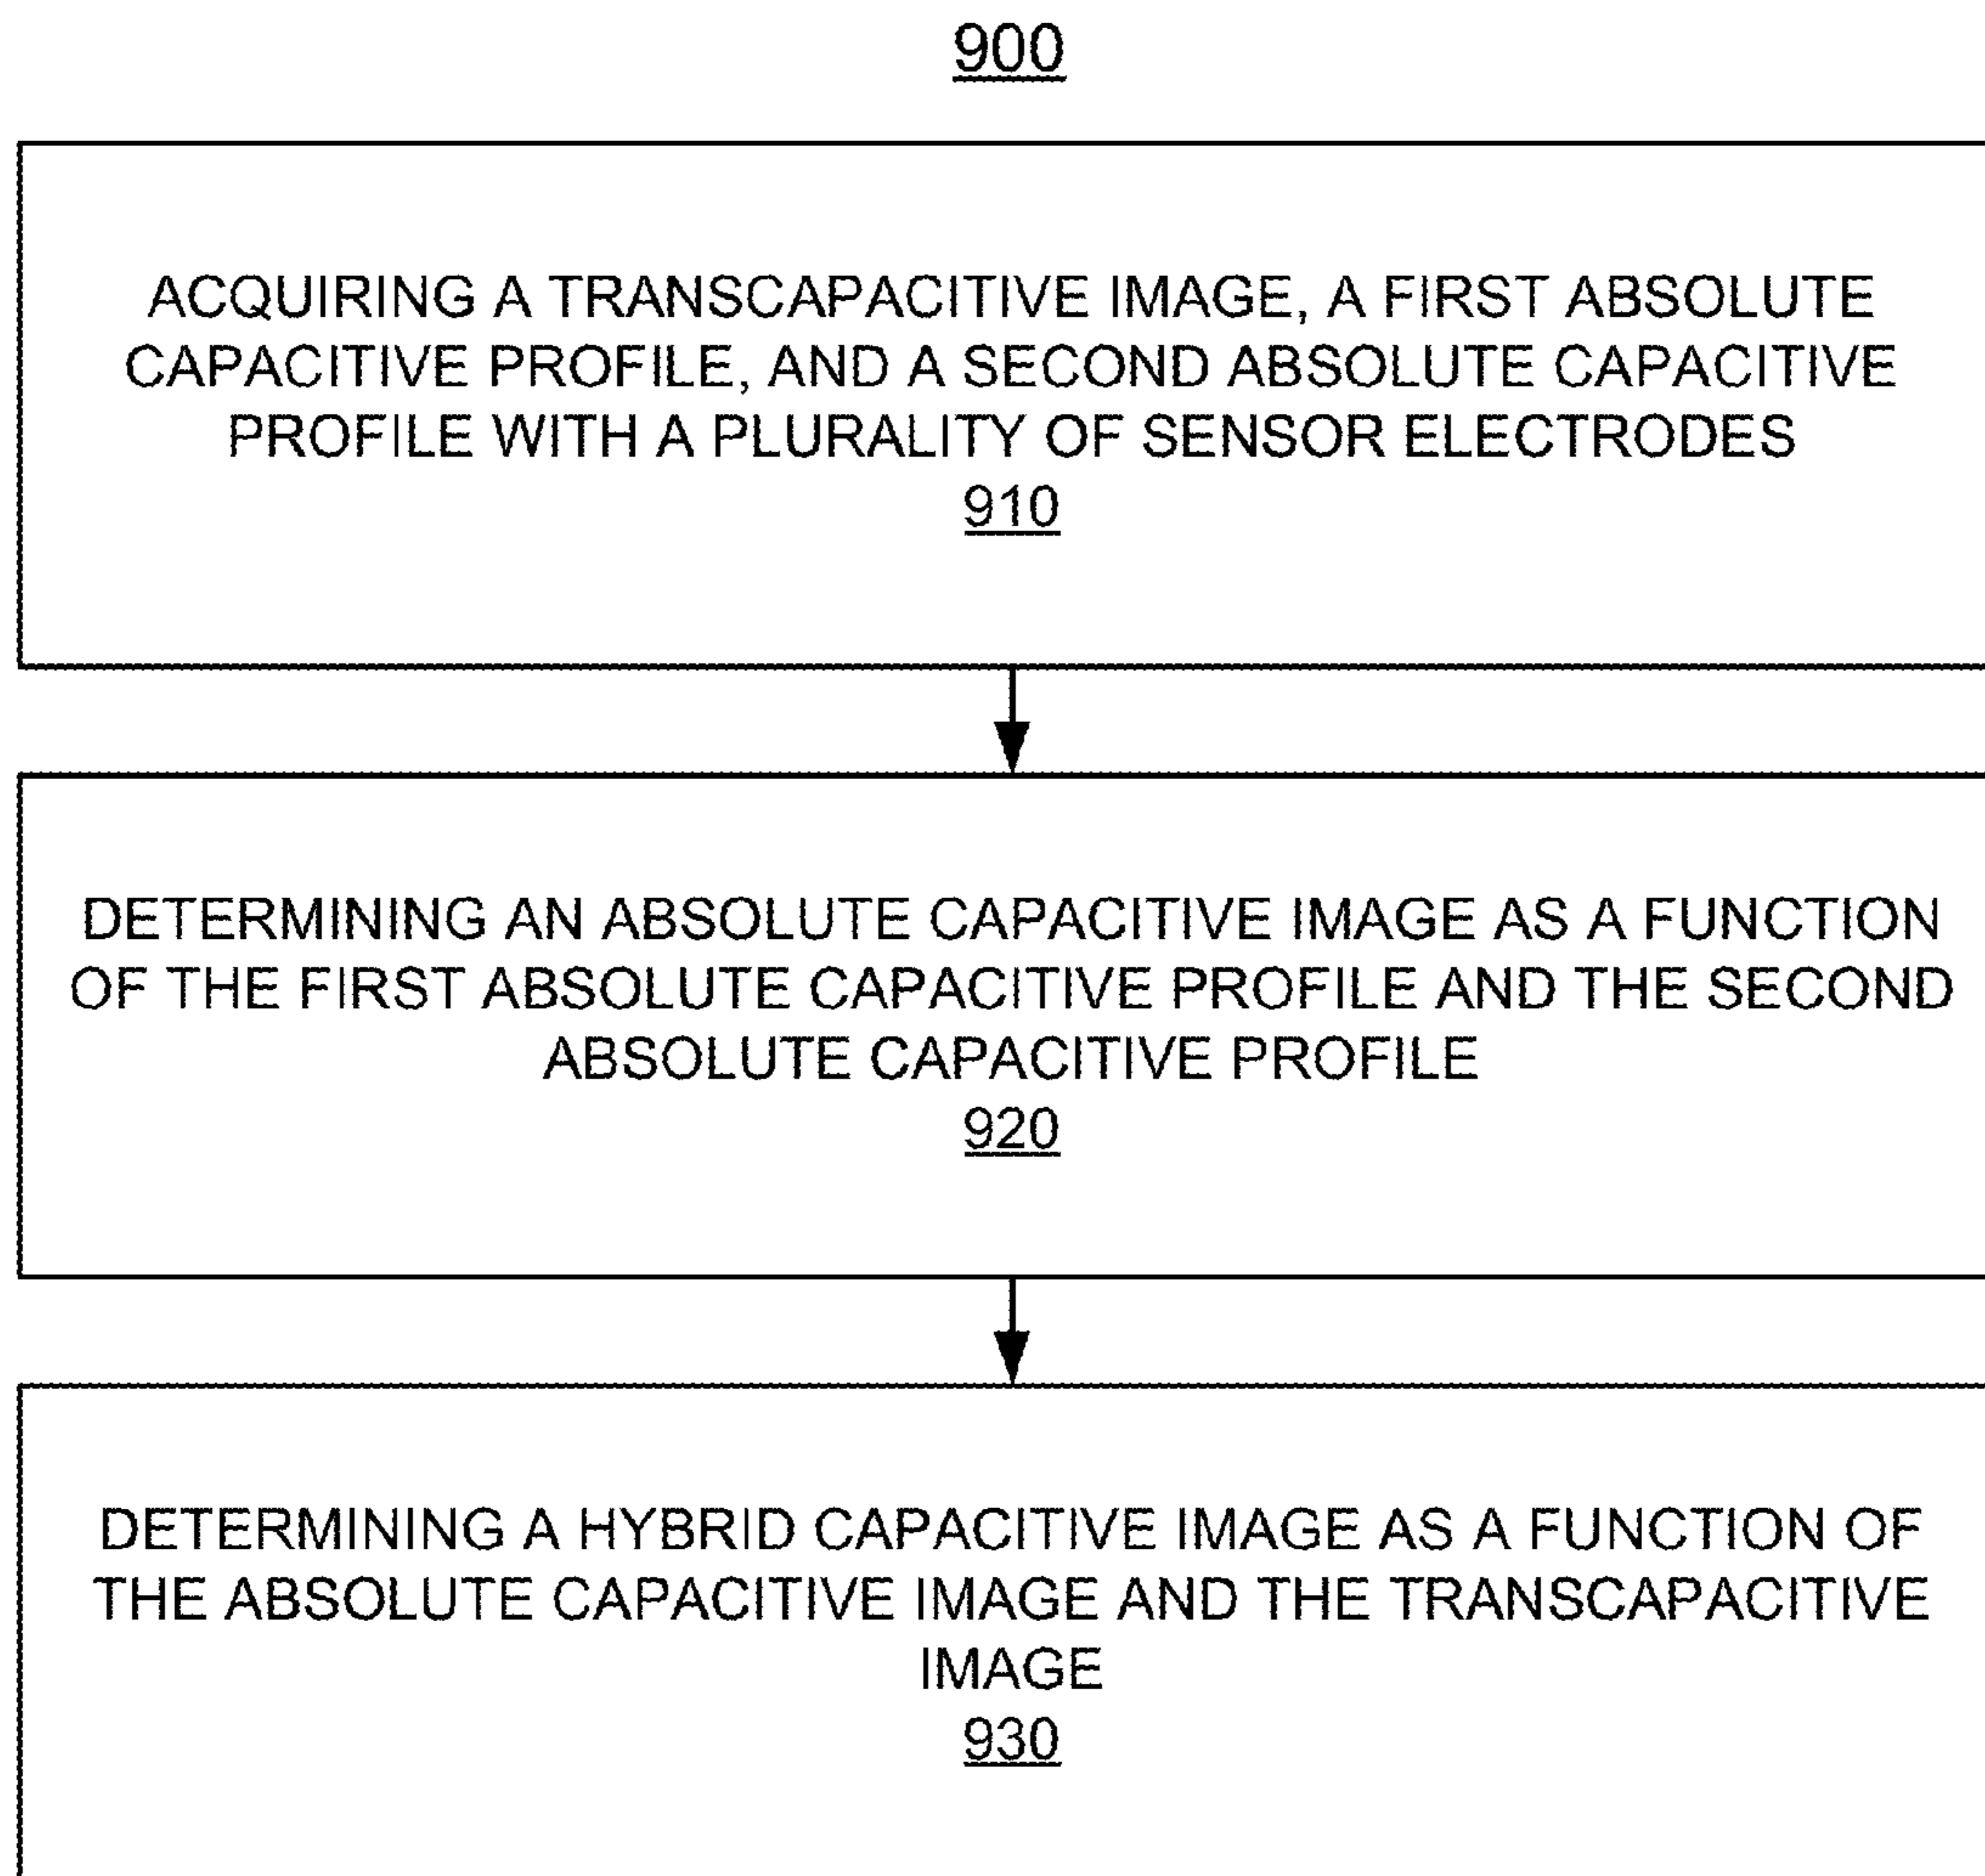 900
ACQUIRING A TRANSCAPACITIVE IMAGE, A FIRST ABSOLUTE
CAPACITIVE PROFILE, AND A SECOND ABSOLUTE CAPACITIVE
PROFILE WITH A PLURALITY OF SENSOR ELECTRODES
910
DETERMINING AN ABSOLUTE CAPACITIVE IMAGE AS A FUNCTION
OF THE FIRST ABSOLUTE CAPACITIVE PROFILE AND THE SECOND
ABSOLUTE CAPACITIVE PROFILE
920
DETERMINING A HYBRID CAPACITIVE IMAGE AS A FUNCTION OF
THE ABSOLUTE CAPACITIVE IMAGE AND THE TRANSCAPACITIVE
IMAGE
930